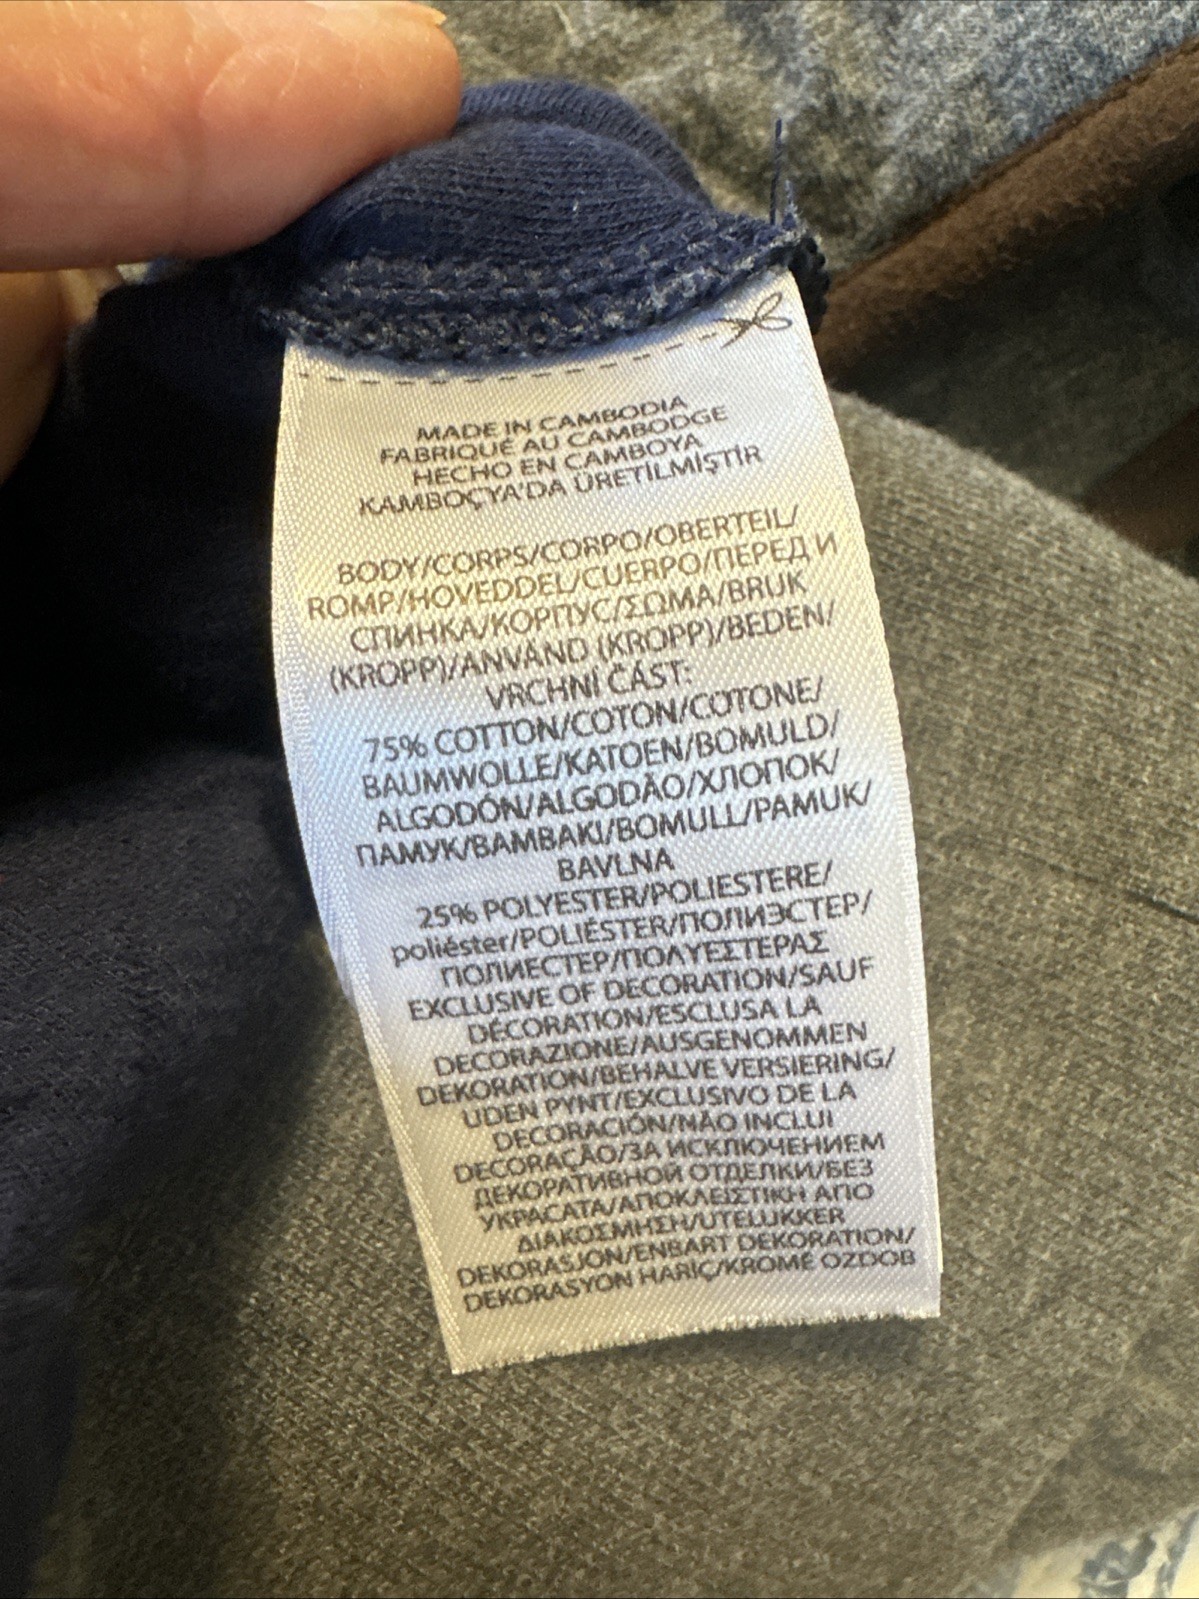 MADE IN CAMBODIA
FABRIQUÉ AU CAMBODGE
HECHO EN CAMBOYA
KAMBOÇYA'DA ÜRETİLMİŞTİR
BODY/CORPS/CORPO/OBERTEIL/
ROMP/HOVEDDEL/CUERPO/ПЕРЕД И
СПИНКА/КОРПУС/ΣΩΜΑ/BRUK
(KROPP)/ANVÄND (KROPP)/BEDEN/
VRCHNÍ ČÁST:
75% COTTON/COTON/COTONE/
BAUMWOLLE/KATOEN/BOMULD/
ALGODÓN/ALGODÃO/ХЛОПОК/
ПАМУК/BAMBAKI/BOMULL/PAMUK/
BAVLNA
25% POLYESTER/POLIESTERE/
poliéster/POLIÉSTER/ПОЛИЭСТЕР/
ПОЛИЕСТЕР/ΠΟΛΥΕΣΤΕΡΑΣ
EXCLUSIVE OF DECORATION/SAUF
DÉCORATION/ESCLUSA LA
DECORAZIONE/AUSGENOMMEN
DEKORATION/BEHALVE VERSIERING/
UDEN PYNT/EXCLUSIVO DE LA
DECORACIÓN/NÃO INCLUI
DECORAÇÃO/ЗА ИСКЛЮЧЕНИЕМ
ДЕКОРАТИВНОЙ ОТДЕЛКИ/БЕЗ
УКРАСАТА/ΑΠΟΚΛΕΙΣΤΙΚΗ ΑΠΟ
ΔΙΑΚΟΣΜΗΣΗ/UTELUKKER
DEKORASJON/ENBART DEKORATION/
DEKORASYON HARİÇ/KROMĚ OZDOB